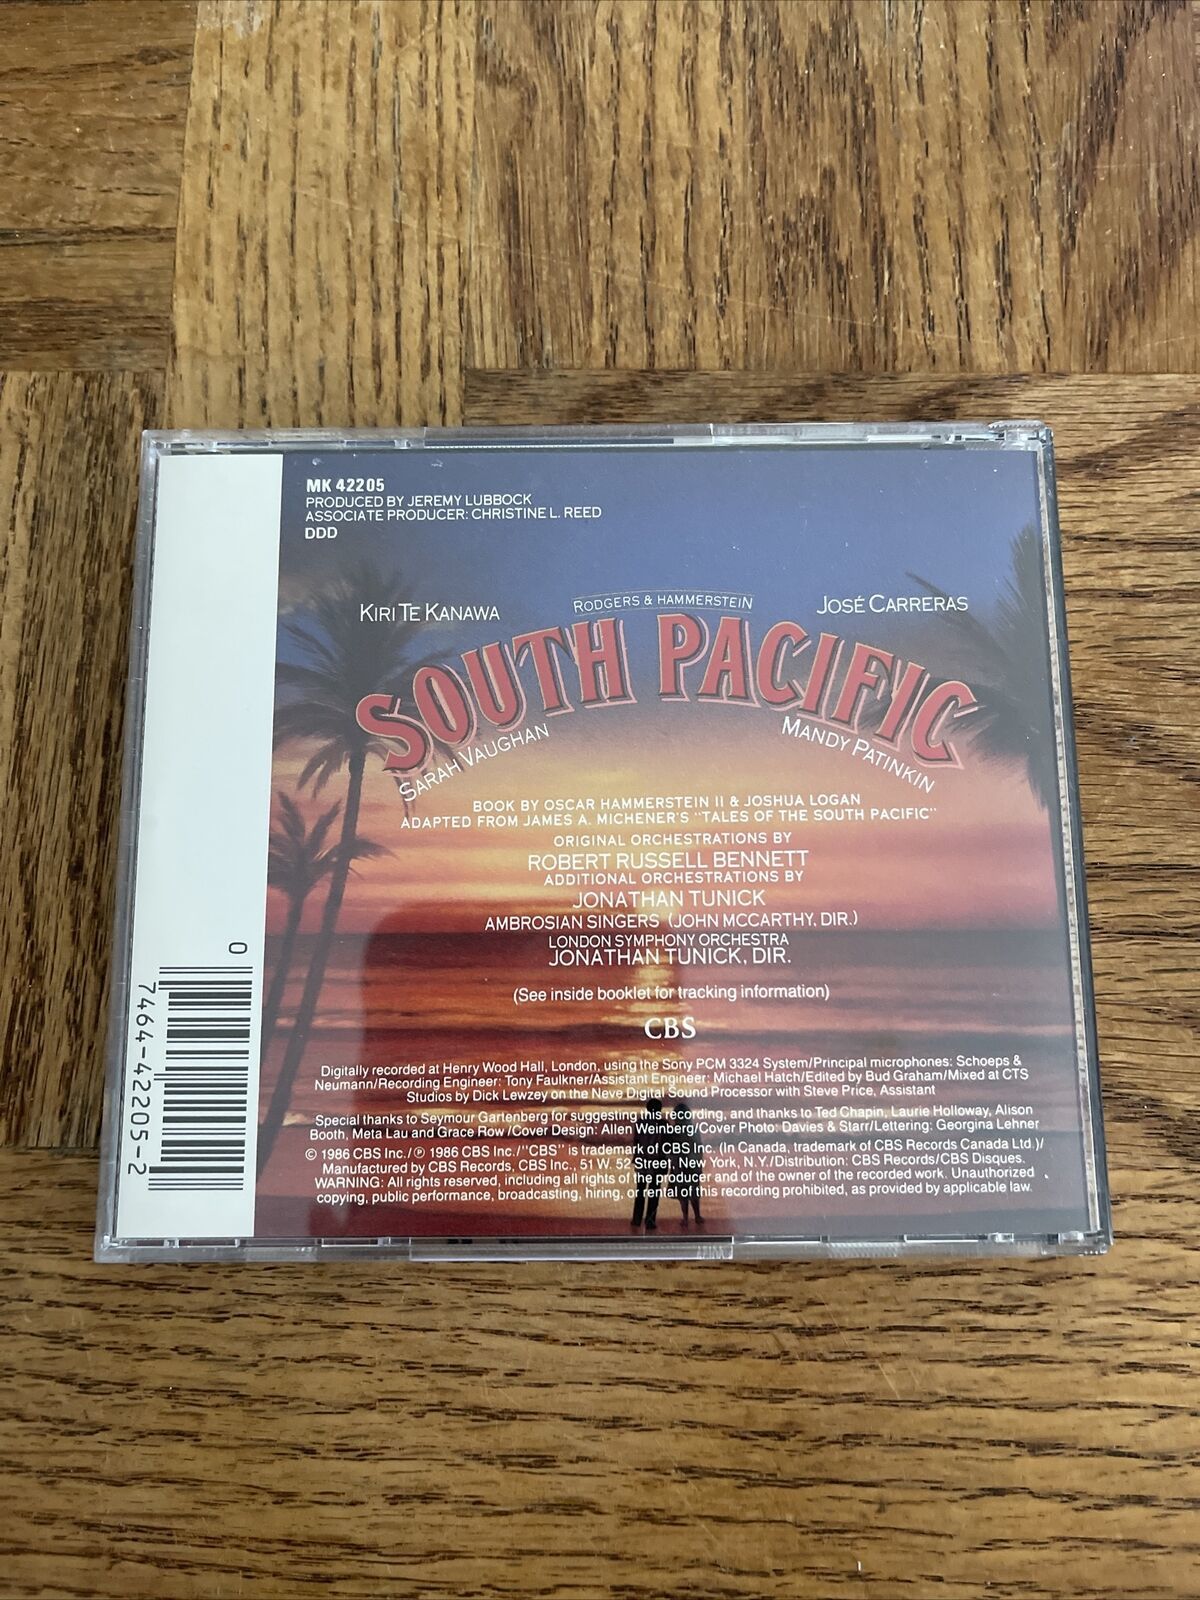 MK 42205
PRODUCED BY JEREMY LUBBOCK
ASSOCIATE PRODUCER: CHRISTINE L. REED
DDD
KIRI TE KANAWA
RODGERS & HAMMERSTEIN
JOSÉ CARRERAS
SOUTH PACIFIC
SARAH VAUGHAN
MANDY PATINKIN
BOOK BY OSCAR HAMMERSTEIN II & JOSHUA LOGAN
ADAPTED FROM JAMES A. MICHENER'S "TALES OF THE SOUTH PACIFIC"
ORIGINAL ORCHESTRATIONS BY
ROBERT RUSSELL BENNETT
ADDITIONAL ORCHESTRATIONS BY
JONATHAN TUNICK
AMBROSIAN SINGERS (JOHN MCCARTHY, DIR.)
LONDON SYMPHONY ORCHESTRA
JONATHAN TUNICK, DIR.
(See inside booklet for tracking information)
CBS
Digitally recorded at Henry Wood Hall, London, using the Sony PCM 3324 System/Principal microphones: Schoeps &
Neumann/Recording Engineer: Tony Faulkner/Assistant Engineer: Michael Hatch/Edited by Bud Graham/Mixed at CTS
Studios by Dick Lewzey on the Neve Digital Sound Processor with Steve Price, Assistant
Special thanks to Seymour Gartenberg for suggesting this recording, and thanks to Ted Chapin, Laurie Holloway, Alison
Booth, Meta Lau and Grace Row/Cover Design: Allen Weinberg/Cover Photo: Davies & Starr/Lettering: Georgina Lehner
© 1986 CBS Inc./℗ 1986 CBS Inc./"CBS" is trademark of CBS Inc. (In Canada, trademark of CBS Records Canada Ltd.)/
Manufactured by CBS Records, CBS Inc., 51 W. 52 Street, New York, N.Y./Distribution: CBS Records/CBS Disques.
WARNING: All rights reserved, including all rights of the producer and of the owner of the recorded work. Unauthorized
copying, public performance, broadcasting, hiring, or rental of this recording prohibited, as provided by applicable law.
0
7464-42205-2